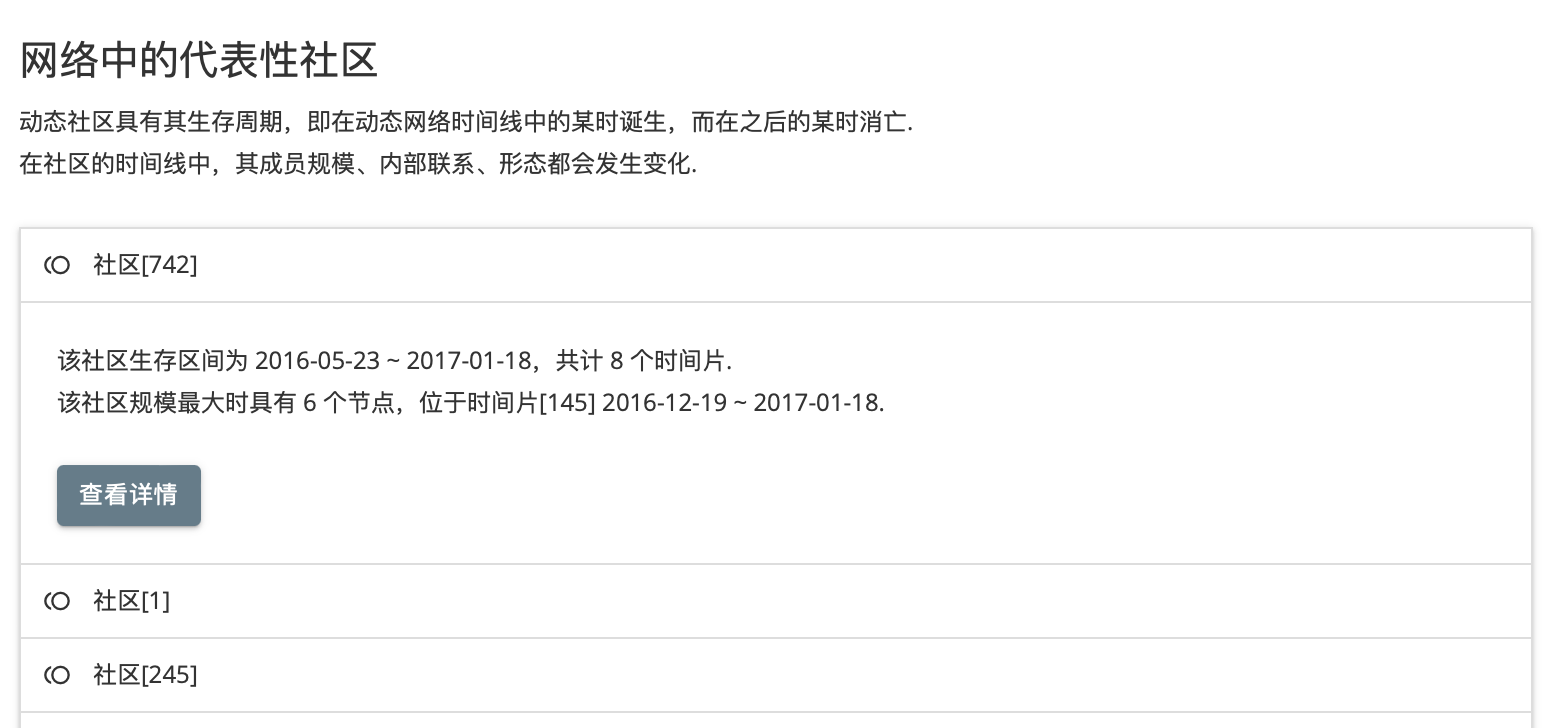 网络中的代表性社区
动态社区具有其生存周期，即在动态网络时间线中的某时诞生，而在之后的某时消亡.
在社区的时间线中，其成员规模、内部联系、形态都会发生变化.
社区[742]
该社区生存区间为 2016-05-23 ~ 2017-01-18，共计 8 个时间片.
该社区规模最大时具有 6 个节点，位于时间片[145] 2016-12-19 ~ 2017-01-18.
查看详情
社区[1]
社区[245]